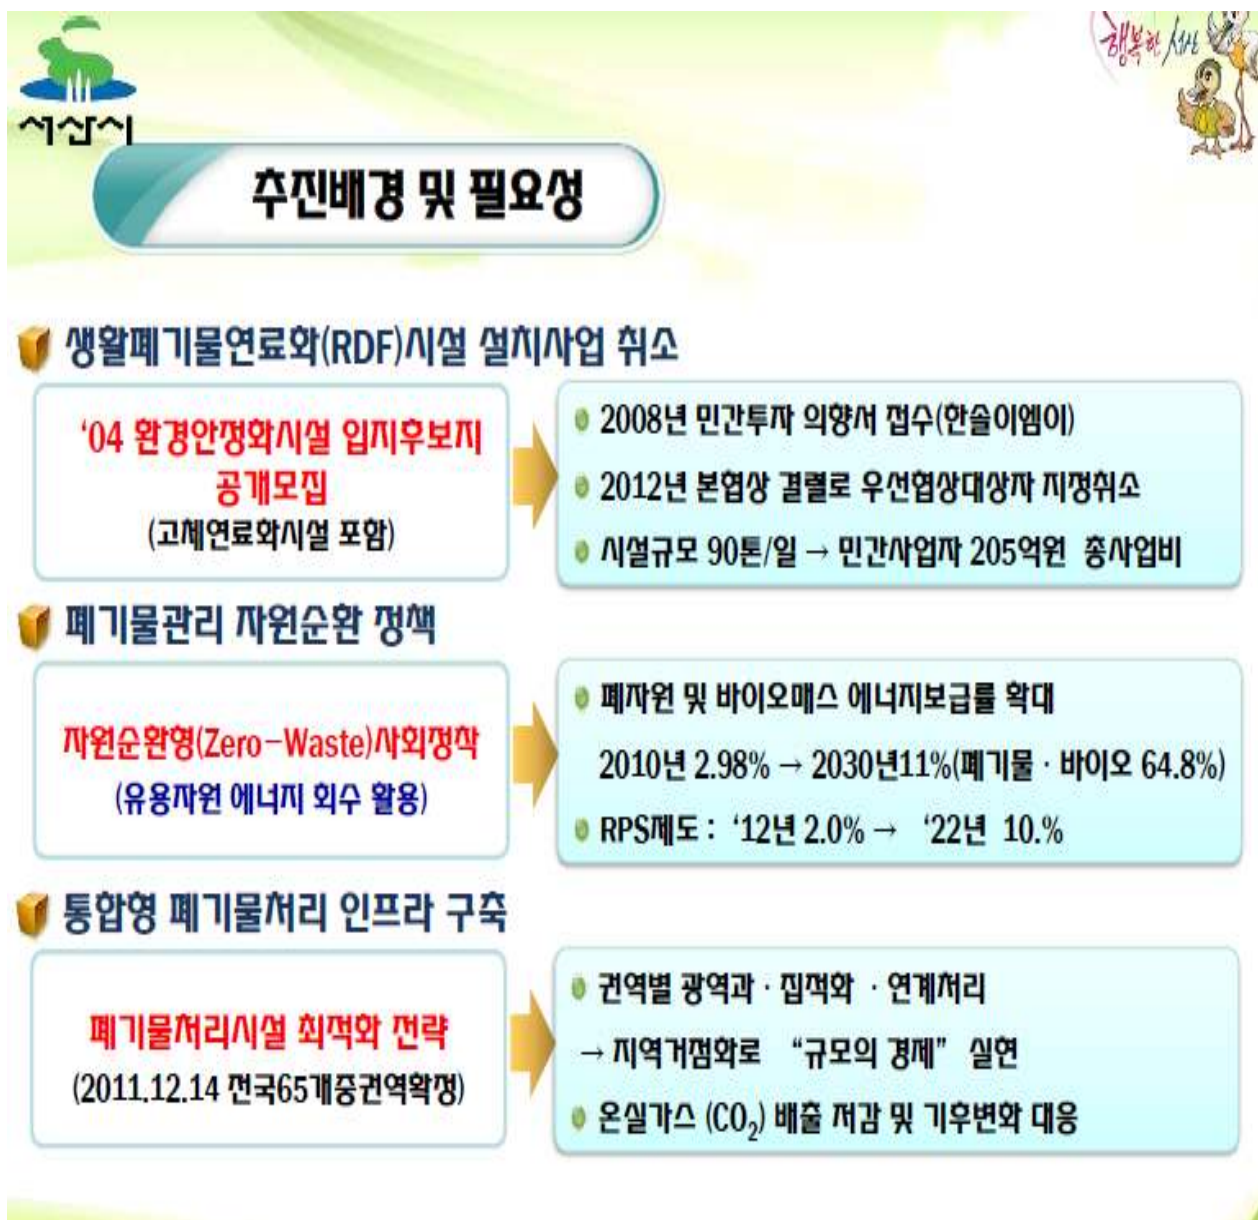 행복한 서산
서산시
추진배경 및 필요성
생활폐기물연료화(RDF)시설 설치사업 취소
‘04 환경안정화시설 입지후보지
공개모집
(고체연료화시설 포함)
2008년 민간투자 의향서 접수(한솔이엠이)
2012년 본협상 결렬로 우선협상대상자 지정취소
시설규모 90톤/일 → 민간사업자 205억원 총사업비
폐기물관리 자원순환 정책
자원순환형(Zero-Waste)사회정착
(유용자원 에너지 회수 활용)
폐자원 및 바이오매스 에너지보급률 확대
2010년 2.98% → 2030년11%(폐기물·바이오 64.8%)
RPS제도 : ‘12년 2.0% → ‘22년 10.%
통합형 폐기물처리 인프라 구축
폐기물처리시설 최적화 전략
(2011.12.14 전국65개중권역확정)
권역별 광역과·집적화 ·연계처리
→ 지역거점화로 “규모의 경제” 실현
온실가스 (CO₂) 배출 저감 및 기후변화 대응